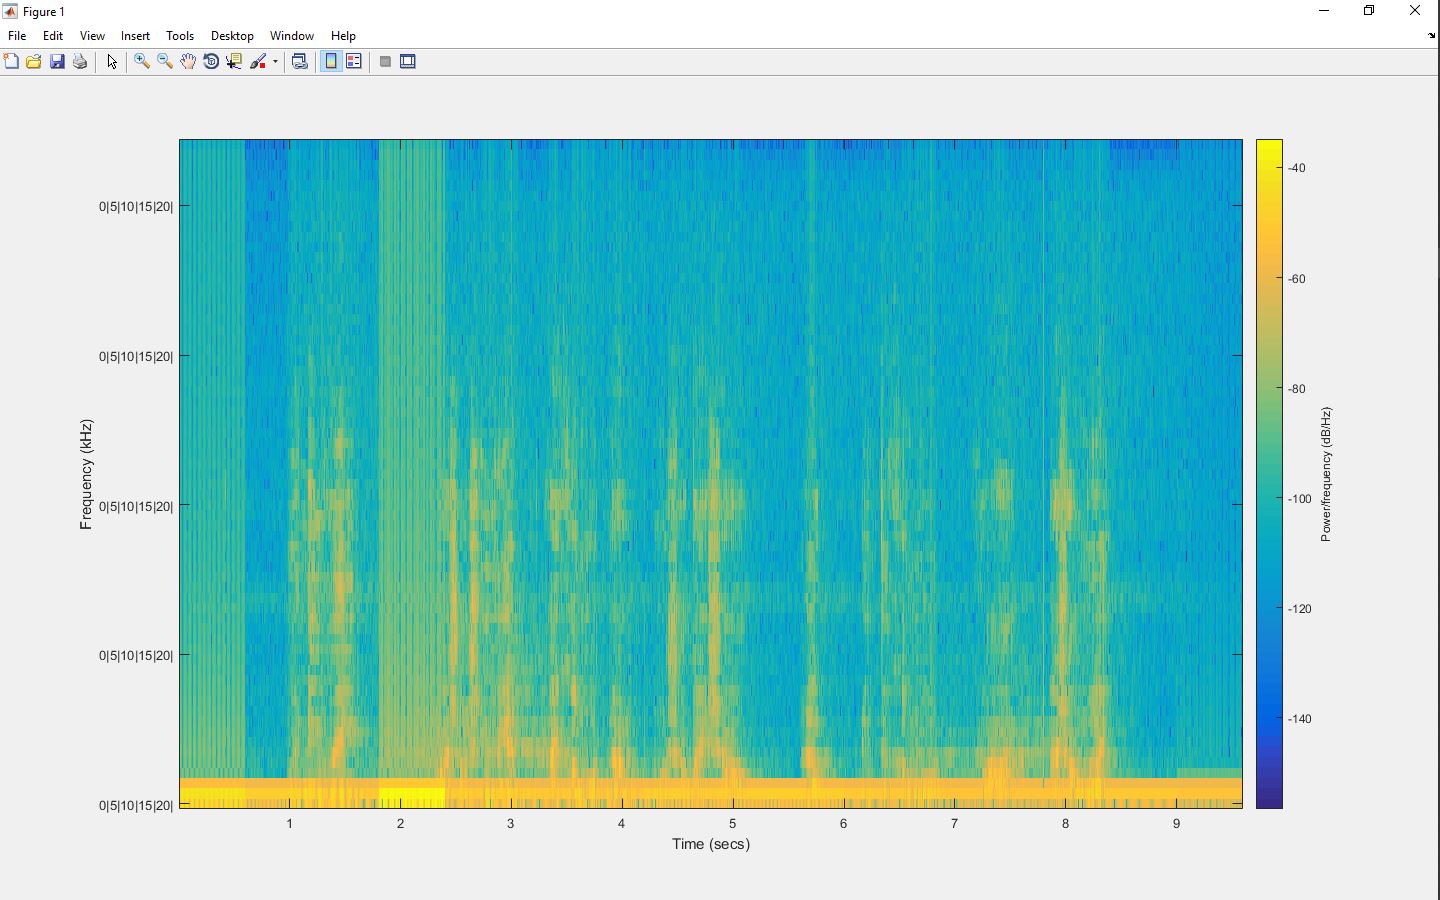 Figure 1
File Edit View Insert Tools Desktop Window Help
0|5|10|15|20|
0|5|10|15|20|
0|5|10|15|20|
0|5|10|15|20|
0|5|10|15|20|
Frequency (kHz)
1 2 3 4 5 6 7 8 9
Time (secs)
-40
-60
-80
-100
-120
-140
Power/frequency (dB/Hz)